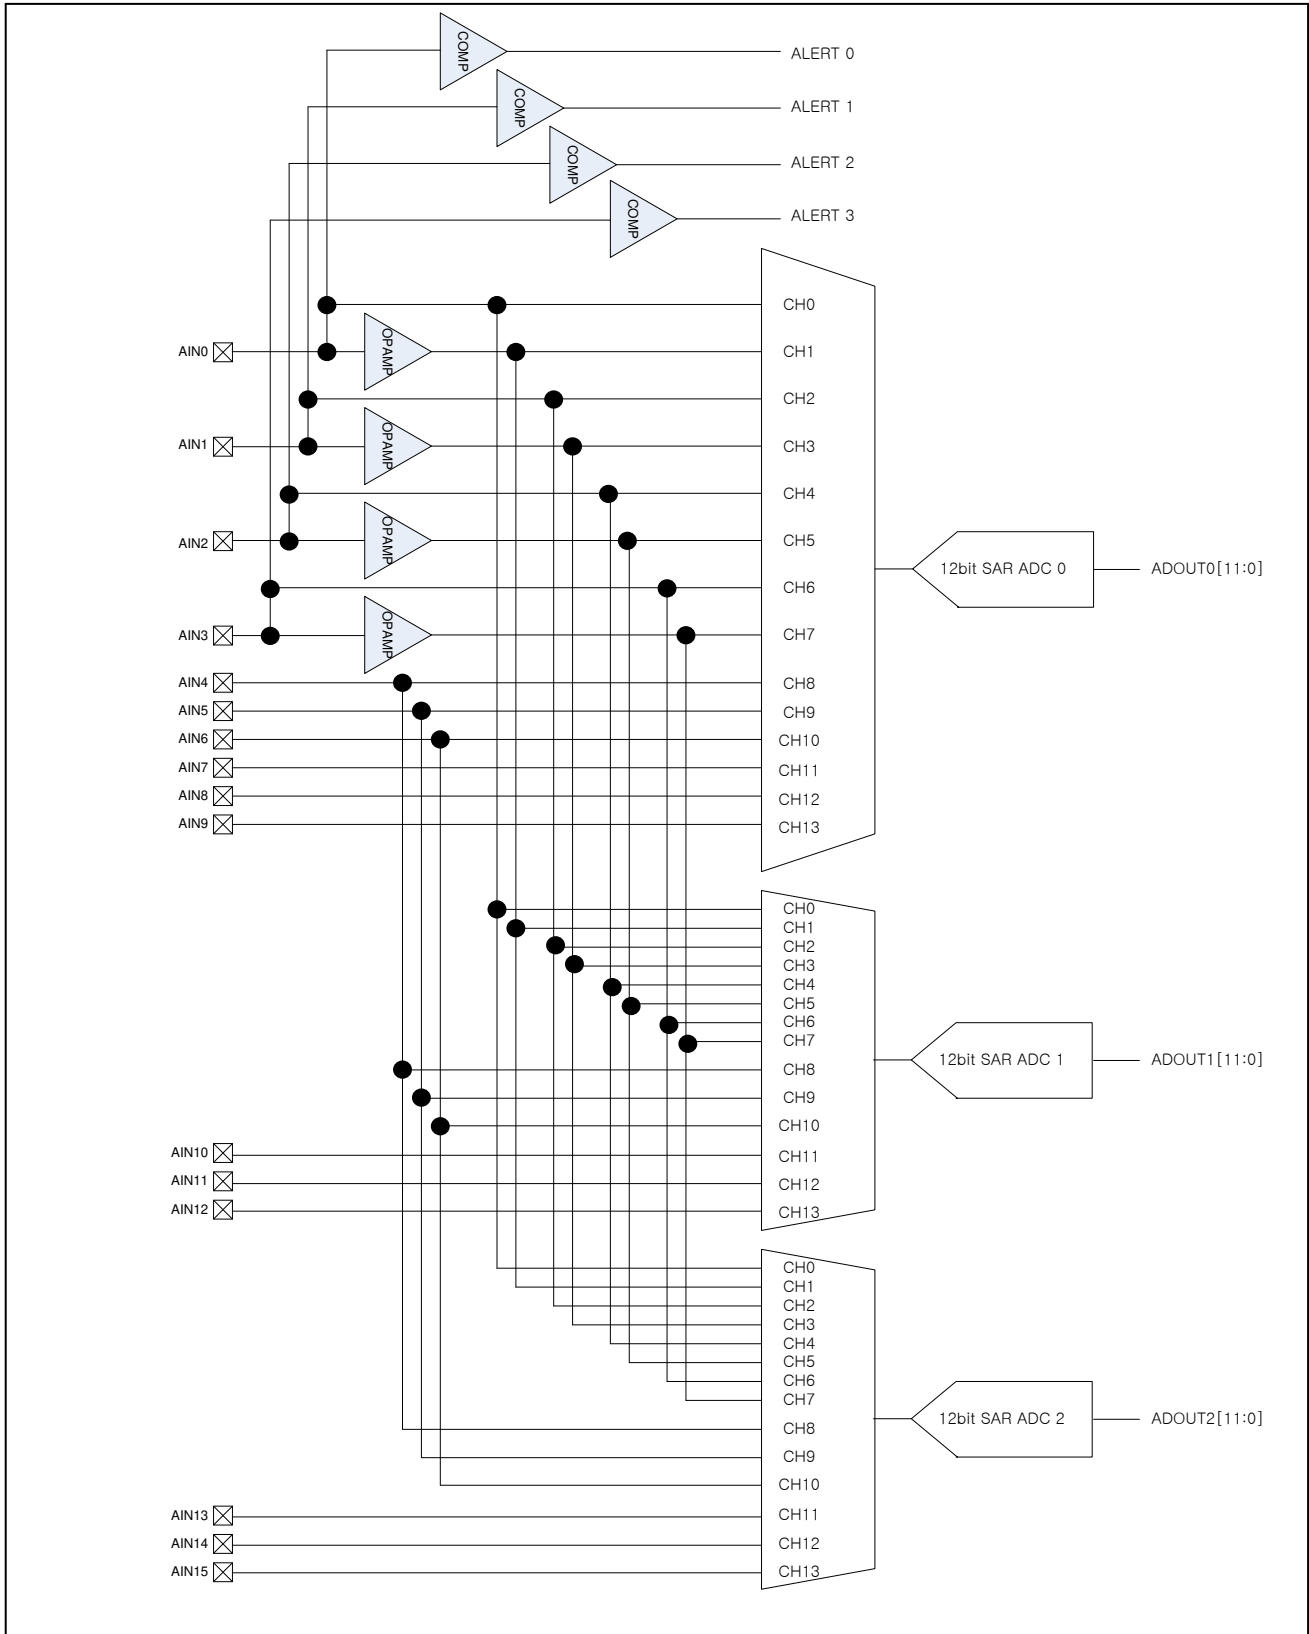 COMP
ALERT 0
COMP
ALERT 1
COMP
ALERT 2
COMP
ALERT 3
CH0
AIN0
OPAMP
CH1
CH2
AIN1
OPAMP
CH3
CH4
AIN2
OPAMP
CH5
12bit SAR ADC 0
ADOUT0[11:0]
CH6
AIN3
OPAMP
CH7
AIN4
CH8
AIN5
CH9
AIN6
CH10
AIN7
CH11
AIN8
CH12
AIN9
CH13
CH0
CH1
CH2
CH3
CH4
CH5
CH6
CH7
12bit SAR ADC 1
ADOUT1[11:0]
CH8
CH9
CH10
AIN10
CH11
AIN11
CH12
AIN12
CH13
CH0
CH1
CH2
CH3
CH4
CH5
CH6
CH7
12bit SAR ADC 2
ADOUT2[11:0]
CH8
CH9
CH10
AIN13
CH11
AIN14
CH12
AIN15
CH13